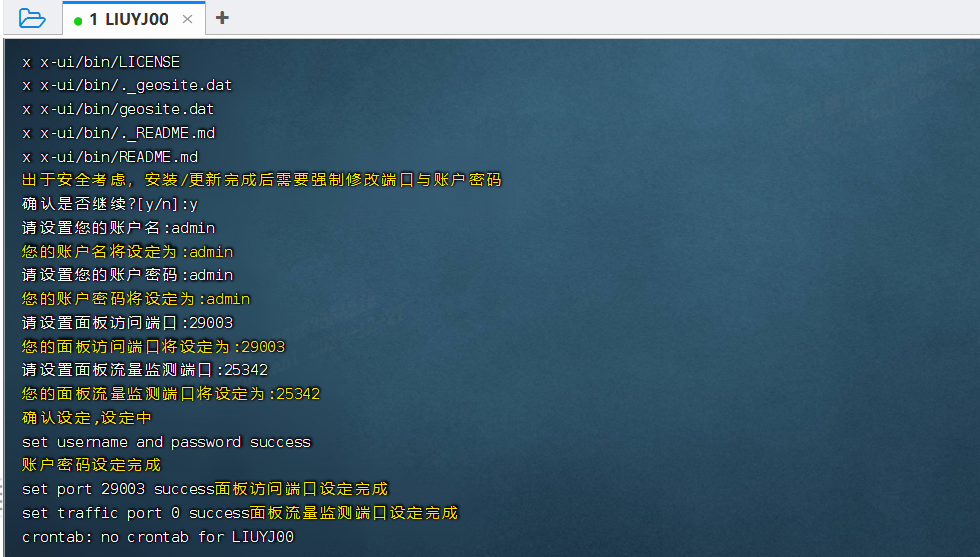 1 LIUYJ00
x x-ui/bin/LICENSE
x x-ui/bin/._geosite.dat
x x-ui/bin/geosite.dat
x x-ui/bin/._README.md
x x-ui/bin/README.md
出于安全考虑，安装/更新完成后需要强制修改端口与账户密码
确认是否继续?[y/n]:y
请设置您的账户名:admin
您的账户名将设定为:admin
请设置您的账户密码:admin
您的账户密码将设定为:admin
请设置面板访问端口:29003
您的面板访问端口将设定为:29003
请设置面板流量监测端口:25342
您的面板流量监测端口将设定为:25342
确认设定,设定中
set username and password success
账户密码设定完成
set port 29003 success面板访问端口设定完成
set traffic port 0 success面板流量监测端口设定完成
crontab: no crontab for LIUYJ00